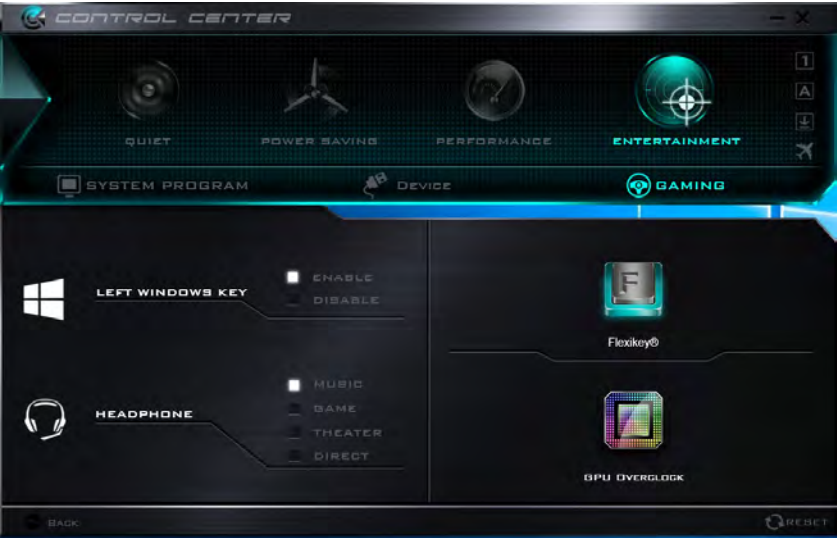 CONTROL CENTER
QUIET
POWER SAVING
PERFORMANCE
ENTERTAINMENT
1
A
SYSTEM PROGRAM
DEVICE
GAMING
LEFT WINDOWS KEY
ENABLE
DISABLE
HEADPHONE
MUSIC
GAME
THEATER
DIRECT
F
Flexikey®
GPU OVERCLOCK
BACK
RESET